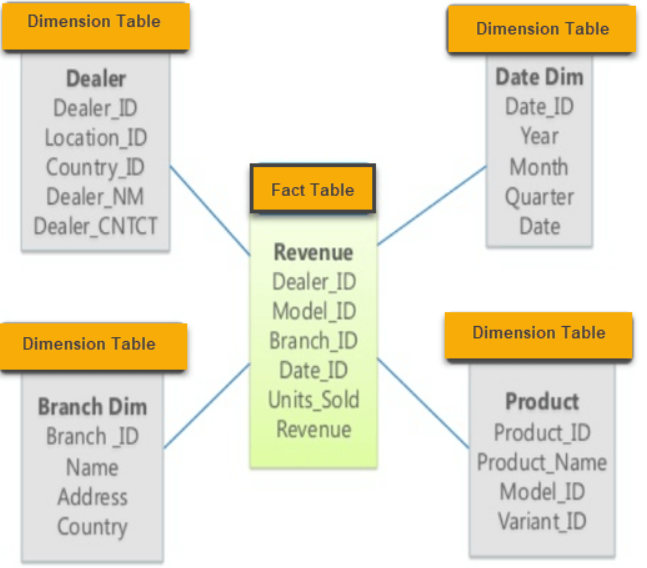 Dimension Table
Dealer
Dealer_ID
Location_ID
Country_ID
Dealer_NM
Dealer_CNTCT
Dimension Table
Date Dim
Date_ID
Year
Month
Quarter
Date
Fact Table
Revenue
Dealer_ID
Model_ID
Branch_ID
Date_ID
Units_Sold
Revenue
Dimension Table
Branch Dim
Branch _ID
Name
Address
Country
Dimension Table
Product
Product_ID
Product_Name
Model_ID
Variant_ID